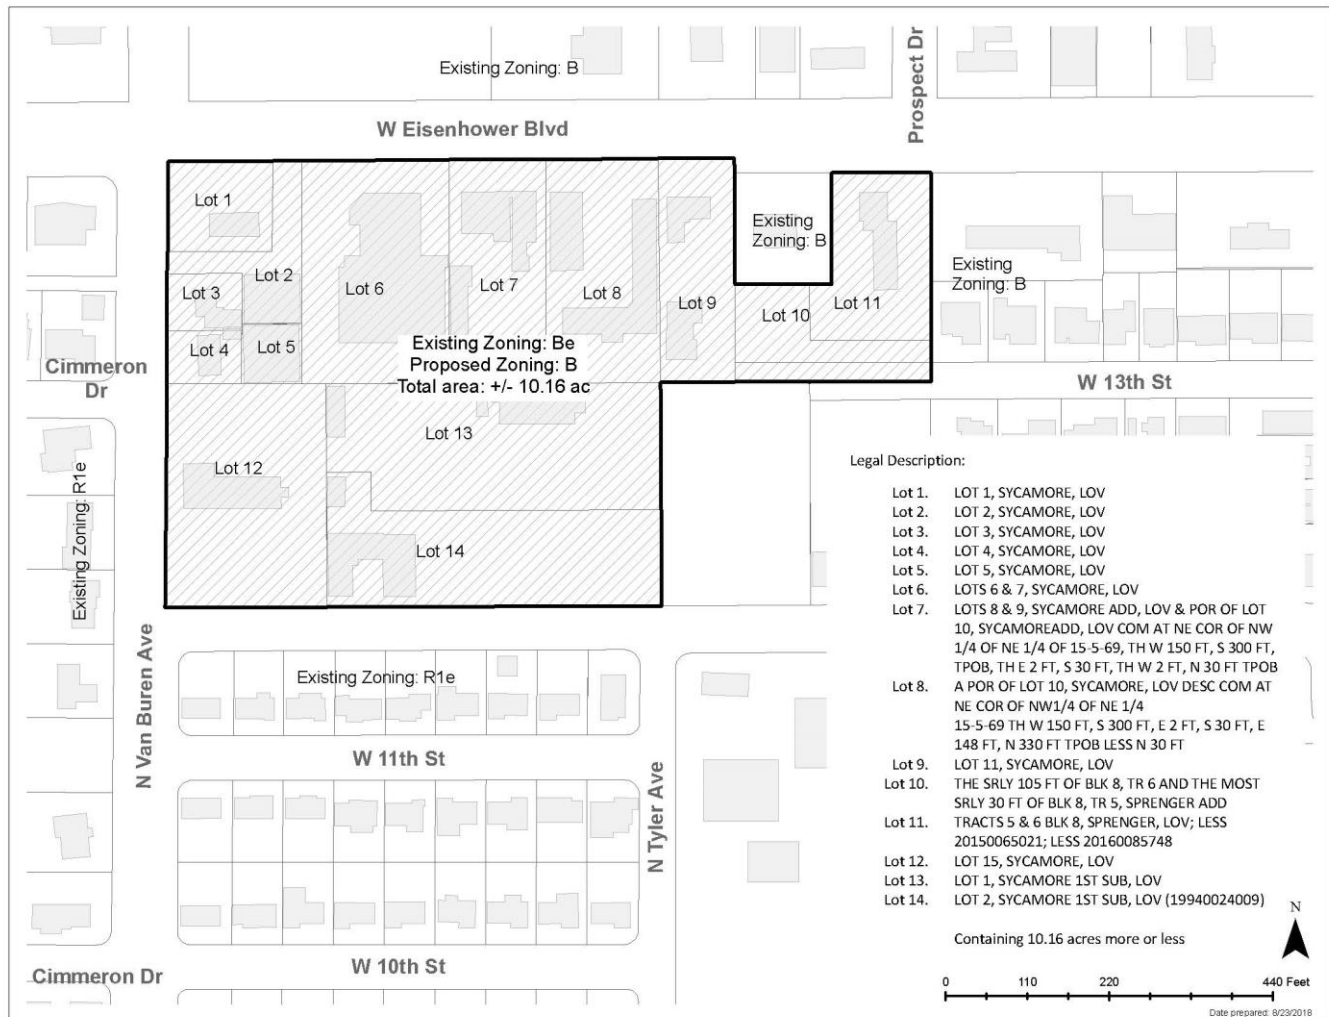 Existing Zoning: B
Prospect Dr
W Eisenhower Blvd
Lot 1
Existing
Zoning: B
Existing
Zoning: B
Lot 2
Lot 3
Lot 6
Lot 7
Lot 8
Lot 9
Lot 10
Lot 11
Lot 4
Lot 5
Existing Zoning: Be
Proposed Zoning: B
Total area: +/- 10.16 ac
Cimmeron
Dr
W 13th St
Lot 13
Lot 12
Existing Zoning: R1e
Lot 14
N Van Buren Ave
Existing Zoning: R1e
W 11th St
N Tyler Ave
W 10th St
Cimmeron Dr
Legal Description:
Lot 1. LOT 1, SYCAMORE, LOV
Lot 2. LOT 2, SYCAMORE, LOV
Lot 3. LOT 3, SYCAMORE, LOV
Lot 4. LOT 4, SYCAMORE, LOV
Lot 5. LOT 5, SYCAMORE, LOV
Lot 6. LOTS 6 & 7, SYCAMORE, LOV
Lot 7. LOTS 8 & 9, SYCAMORE ADD, LOV & POR OF LOT
10, SYCAMOREADD, LOV COM AT NE COR OF NW
1/4 OF NE 1/4 OF 15-5-69, TH W 150 FT, S 300 FT,
TPOB, TH E 2 FT, S 30 FT, TH W 2 FT, N 30 FT TPOB
Lot 8. A POR OF LOT 10, SYCAMORE, LOV DESC COM AT
NE COR OF NW1/4 OF NE 1/4
15-5-69 TH W 150 FT, S 300 FT, E 2 FT, S 30 FT, E
148 FT, N 330 FT TPOB LESS N 30 FT
Lot 9. LOT 11, SYCAMORE, LOV
Lot 10. THE SRLY 105 FT OF BLK 8, TR 6 AND THE MOST
SRLY 30 FT OF BLK 8, TR 5, SPRENGER ADD
Lot 11. TRACTS 5 & 6 BLK 8, SPRENGER, LOV; LESS
20150065021; LESS 20160085748
Lot 12. LOT 15, SYCAMORE, LOV
Lot 13. LOT 1, SYCAMORE 1ST SUB, LOV
Lot 14. LOT 2, SYCAMORE 1ST SUB, LOV (19940024009)
Containing 10.16 acres more or less
N
0 110 220 440 Feet
Date prepared: 8/23/2018